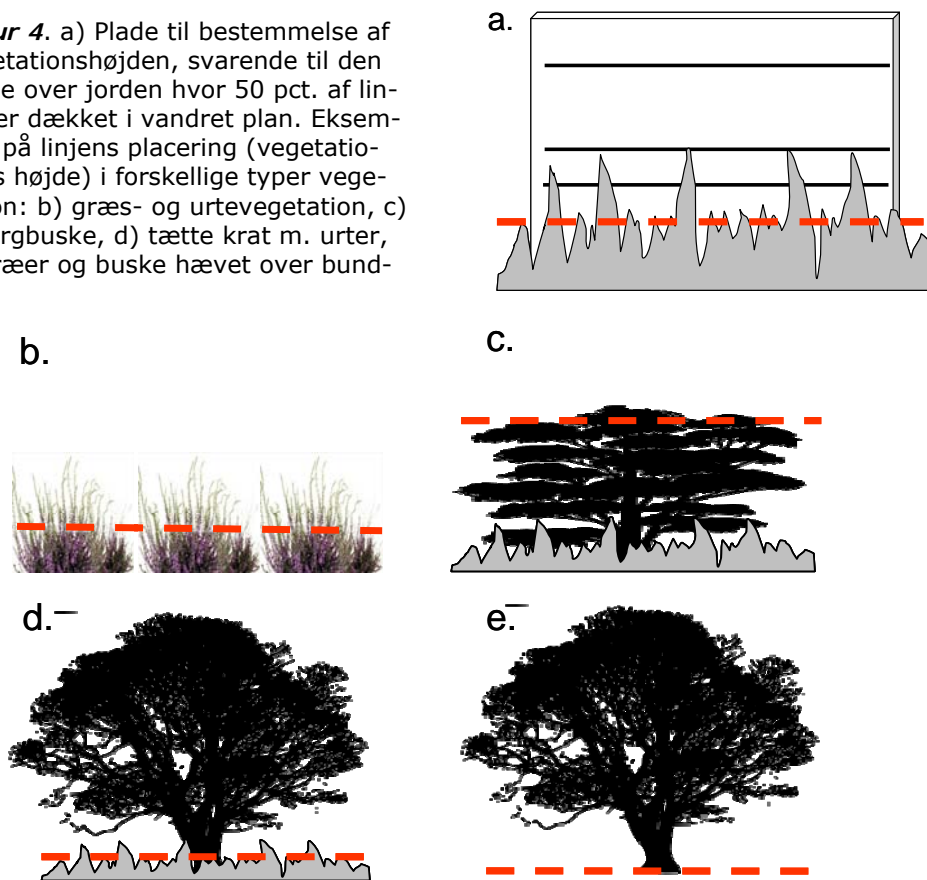 ur 4. a) Plade til bestemmelse af
etationshøjden, svarende til den
e over jorden hvor 50 pct. af lin-
er dækket i vandret plan. Eksem-
på linjens placering (vegetatio-
s højde) i forskellige typer vege-
on: b) græs- og urtevegetation, c)
rgbuske, d) tætte krat m. urter,
ræer og buske hævet over bund-
a.
b.
c.
d.
e.